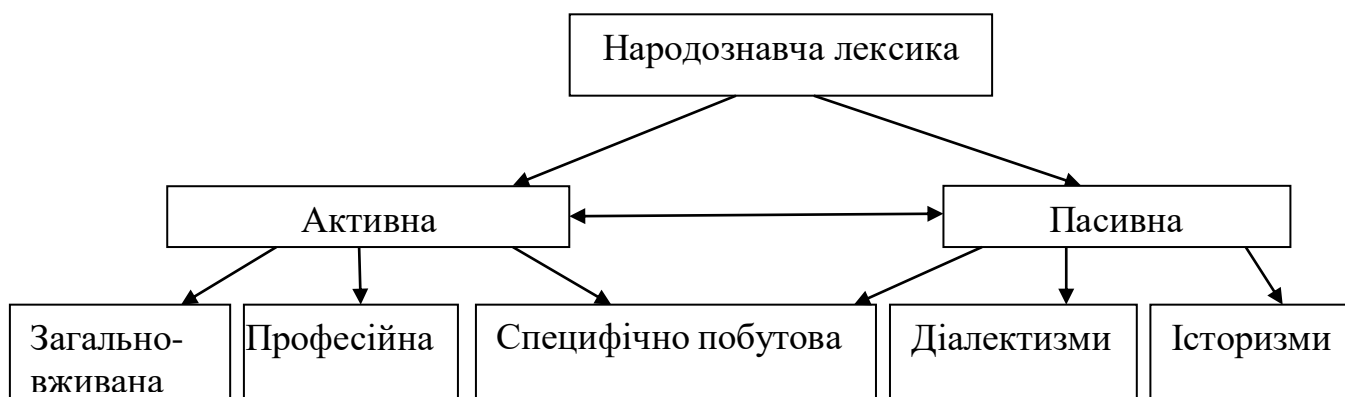 Народознавча лексика
Активна
Пасивна
Загально-
вживана
Професійна
Специфічно побутова
Діалектизми
Історизми